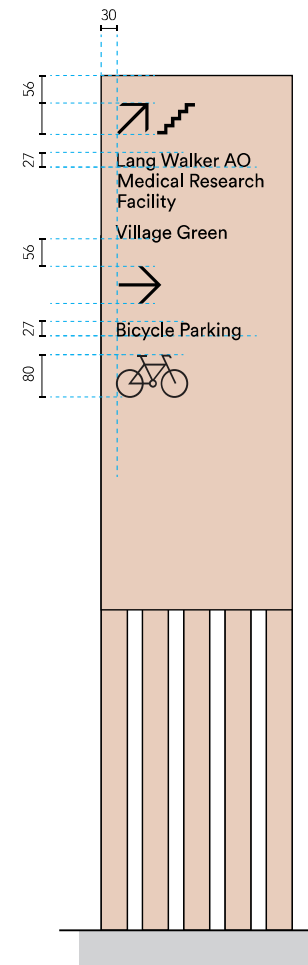 30
56
27
Lang Walker AO
Medical Research
Facility
Village Green
56
27
Bicycle Parking
80